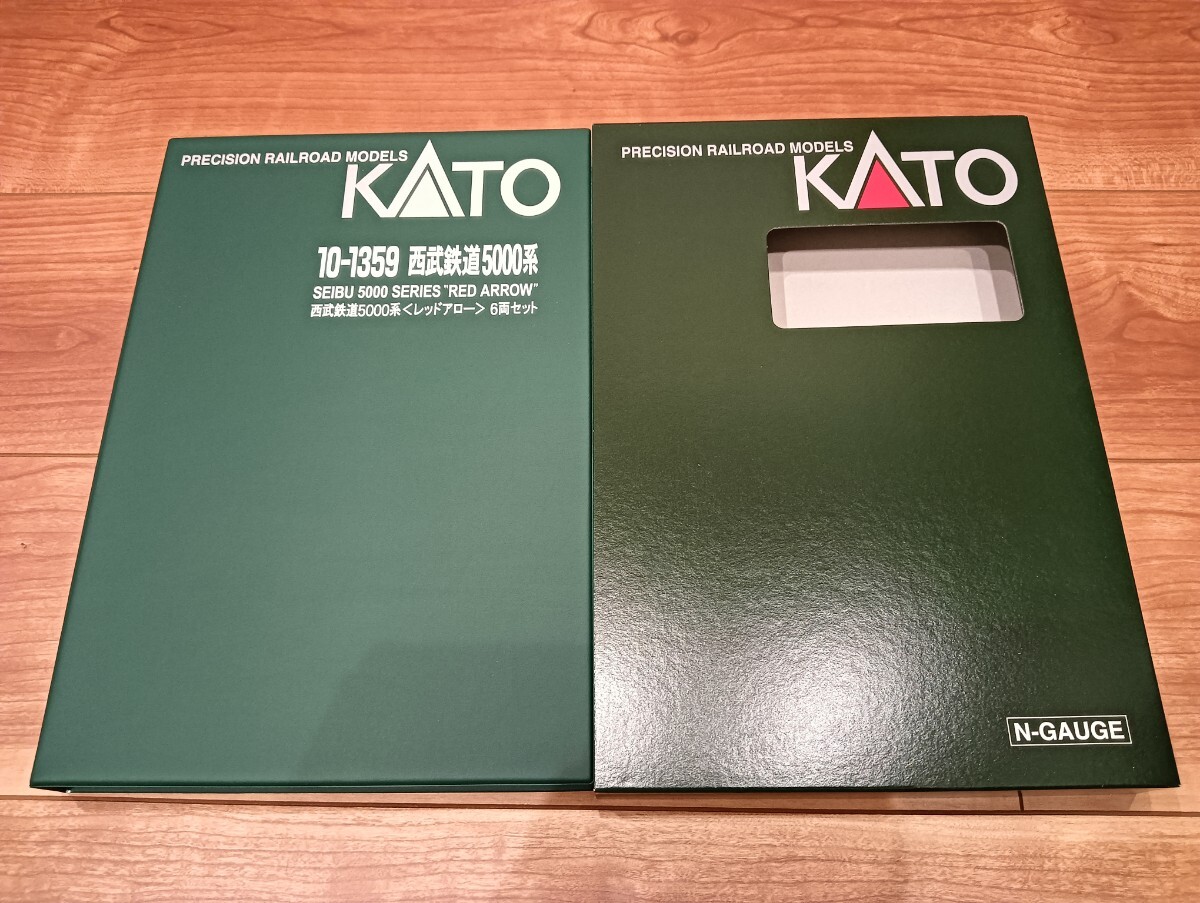 PRECISION RAILROAD MODELS
KATO
10-1359 西武鉄道5000系
SEIBU 5000 SERIES "RED ARROW"
西武鉄道5000系<レッドアロー> 6両セット
PRECISION RAILROAD MODELS
KATO
N-GAUGE